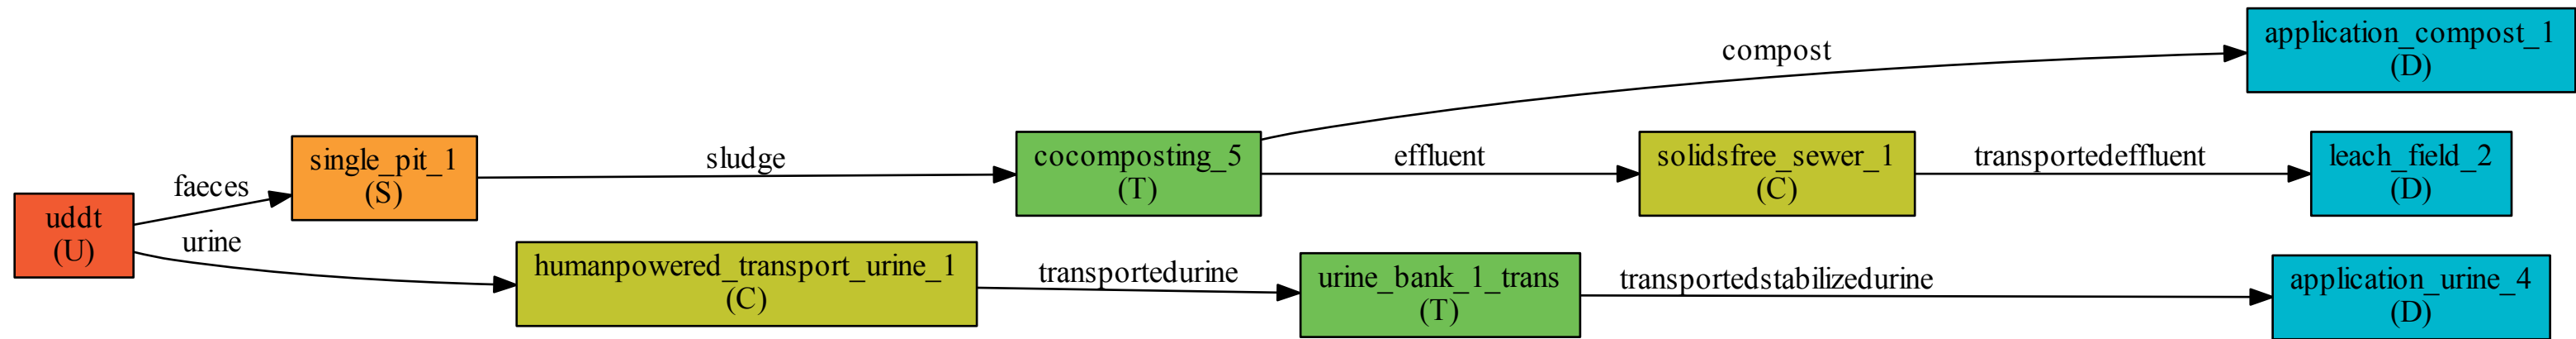 uddt
(U)
faeces
urine
single_pit_1
(S)
humanpowered_transport_urine_1
(C)
sludge
transportedurine
cocomposting_5
(T)
urine_bank_1_trans
(T)
compost
effluent
transportedstabilizedurine
solidsfree_sewer_1
(C)
transportedeffluent
application_compost_1
(D)
leach_field_2
(D)
application_urine_4
(D)